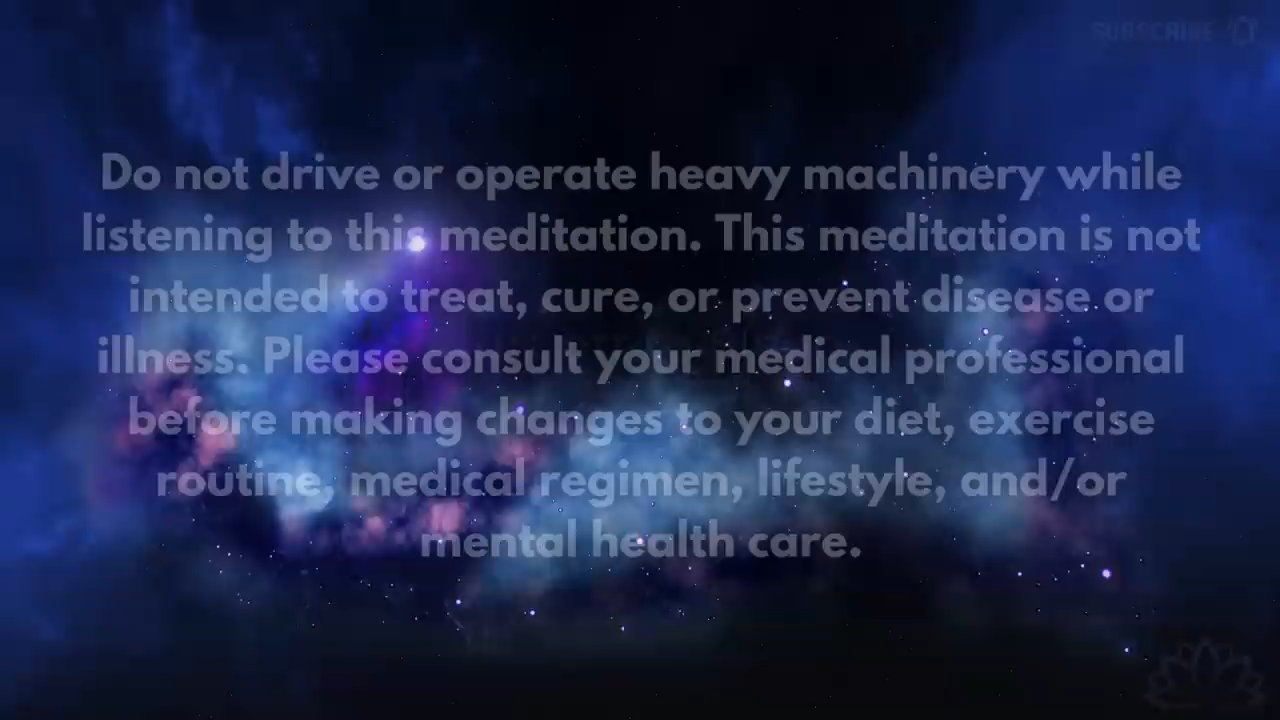 SUBSCRIBE
Do not drive or operate heavy machinery while
listening to this meditation. This meditation is not
intended to treat, cure, or prevent disease or
illness. Please consult your medical professional
before making changes to your diet, exercise
routine, medical regimen, lifestyle, and/or
mental health care.